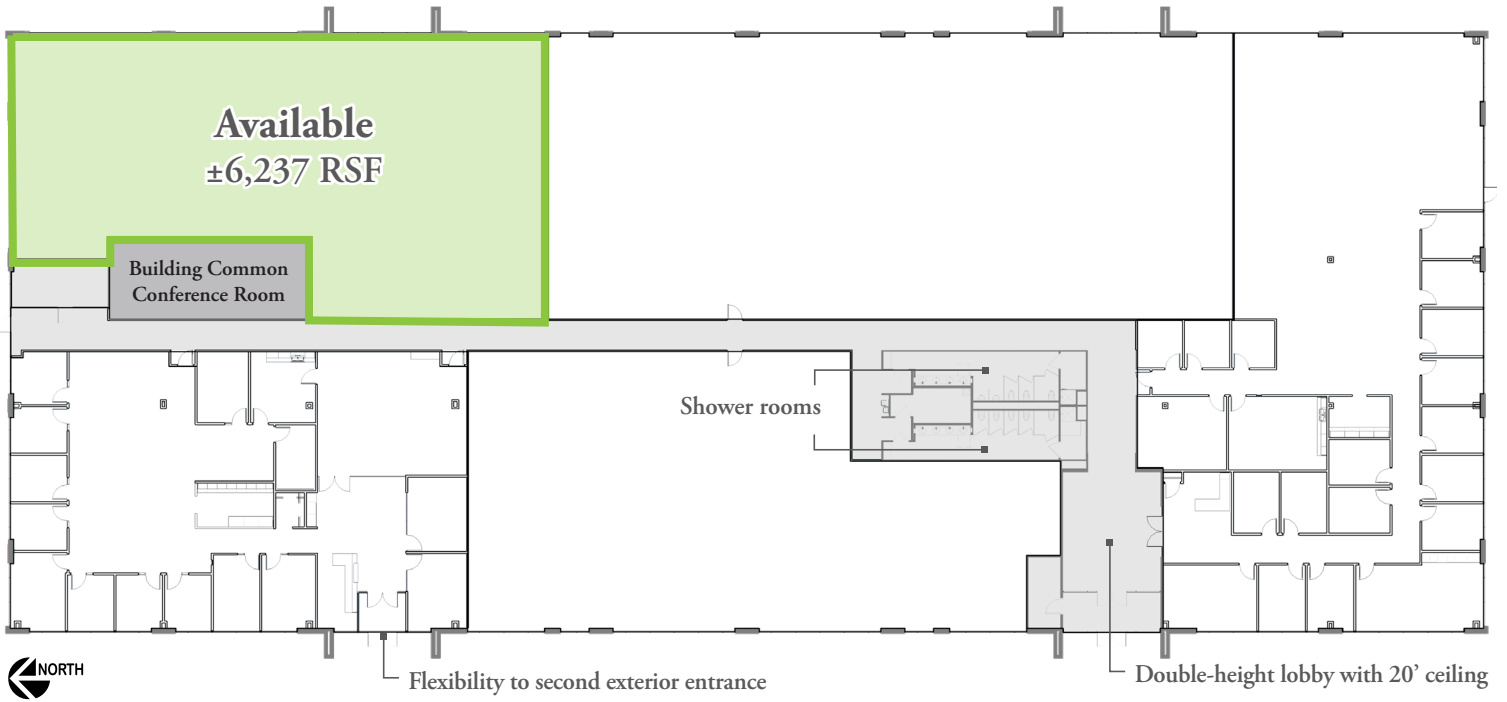 Available
±6,237 RSF
Building Common
Conference Room
Shower rooms
NORTH
Flexibility to second exterior entrance
Double-height lobby with 20’ ceiling